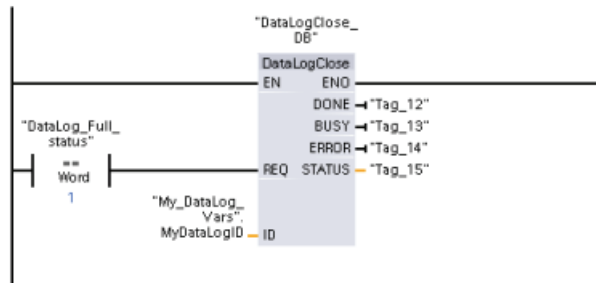 "DataLogClose_
DB"
DataLogClose
EN ENO
DONE "Tag_12"
BUSY "Tag_13"
ERROR "Tag_14"
"DataLog_Full_
status"
==
Word
1
REQ STATUS "Tag_15"
"My_DataLog_
Vars".
MyDataLogID ID